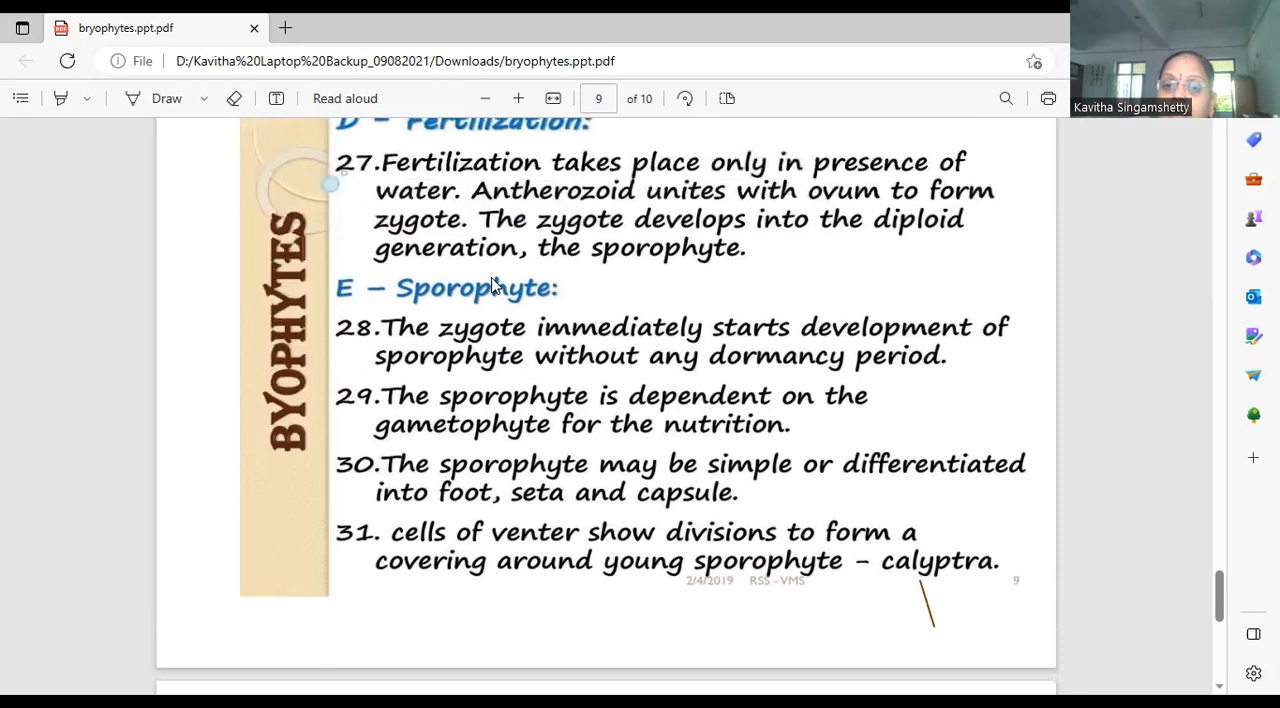 bryophytes.ppt.pdf
File D:/Kavitha%20Laptop%20Backup_09082021/Downloads/bryophytes.ppt.pdf
Draw Read aloud 9 of 10
Kavitha Singamshetty
BYOPHYTES
D – Fertilization:
27.Fertilization takes place only in presence of
water. Antherozoid unites with ovum to form
zygote. The zygote develops into the diploid
generation, the sporophyte.
E – Sporophyte:
28.The zygote immediately starts development of
sporophyte without any dormancy period.
29.The sporophyte is dependent on the
gametophyte for the nutrition.
30.The sporophyte may be simple or differentiated
into foot, seta and capsule.
31. cells of venter show divisions to form a
covering around young sporophyte – calyptra.
2/4/2019 RSS - VMS 9